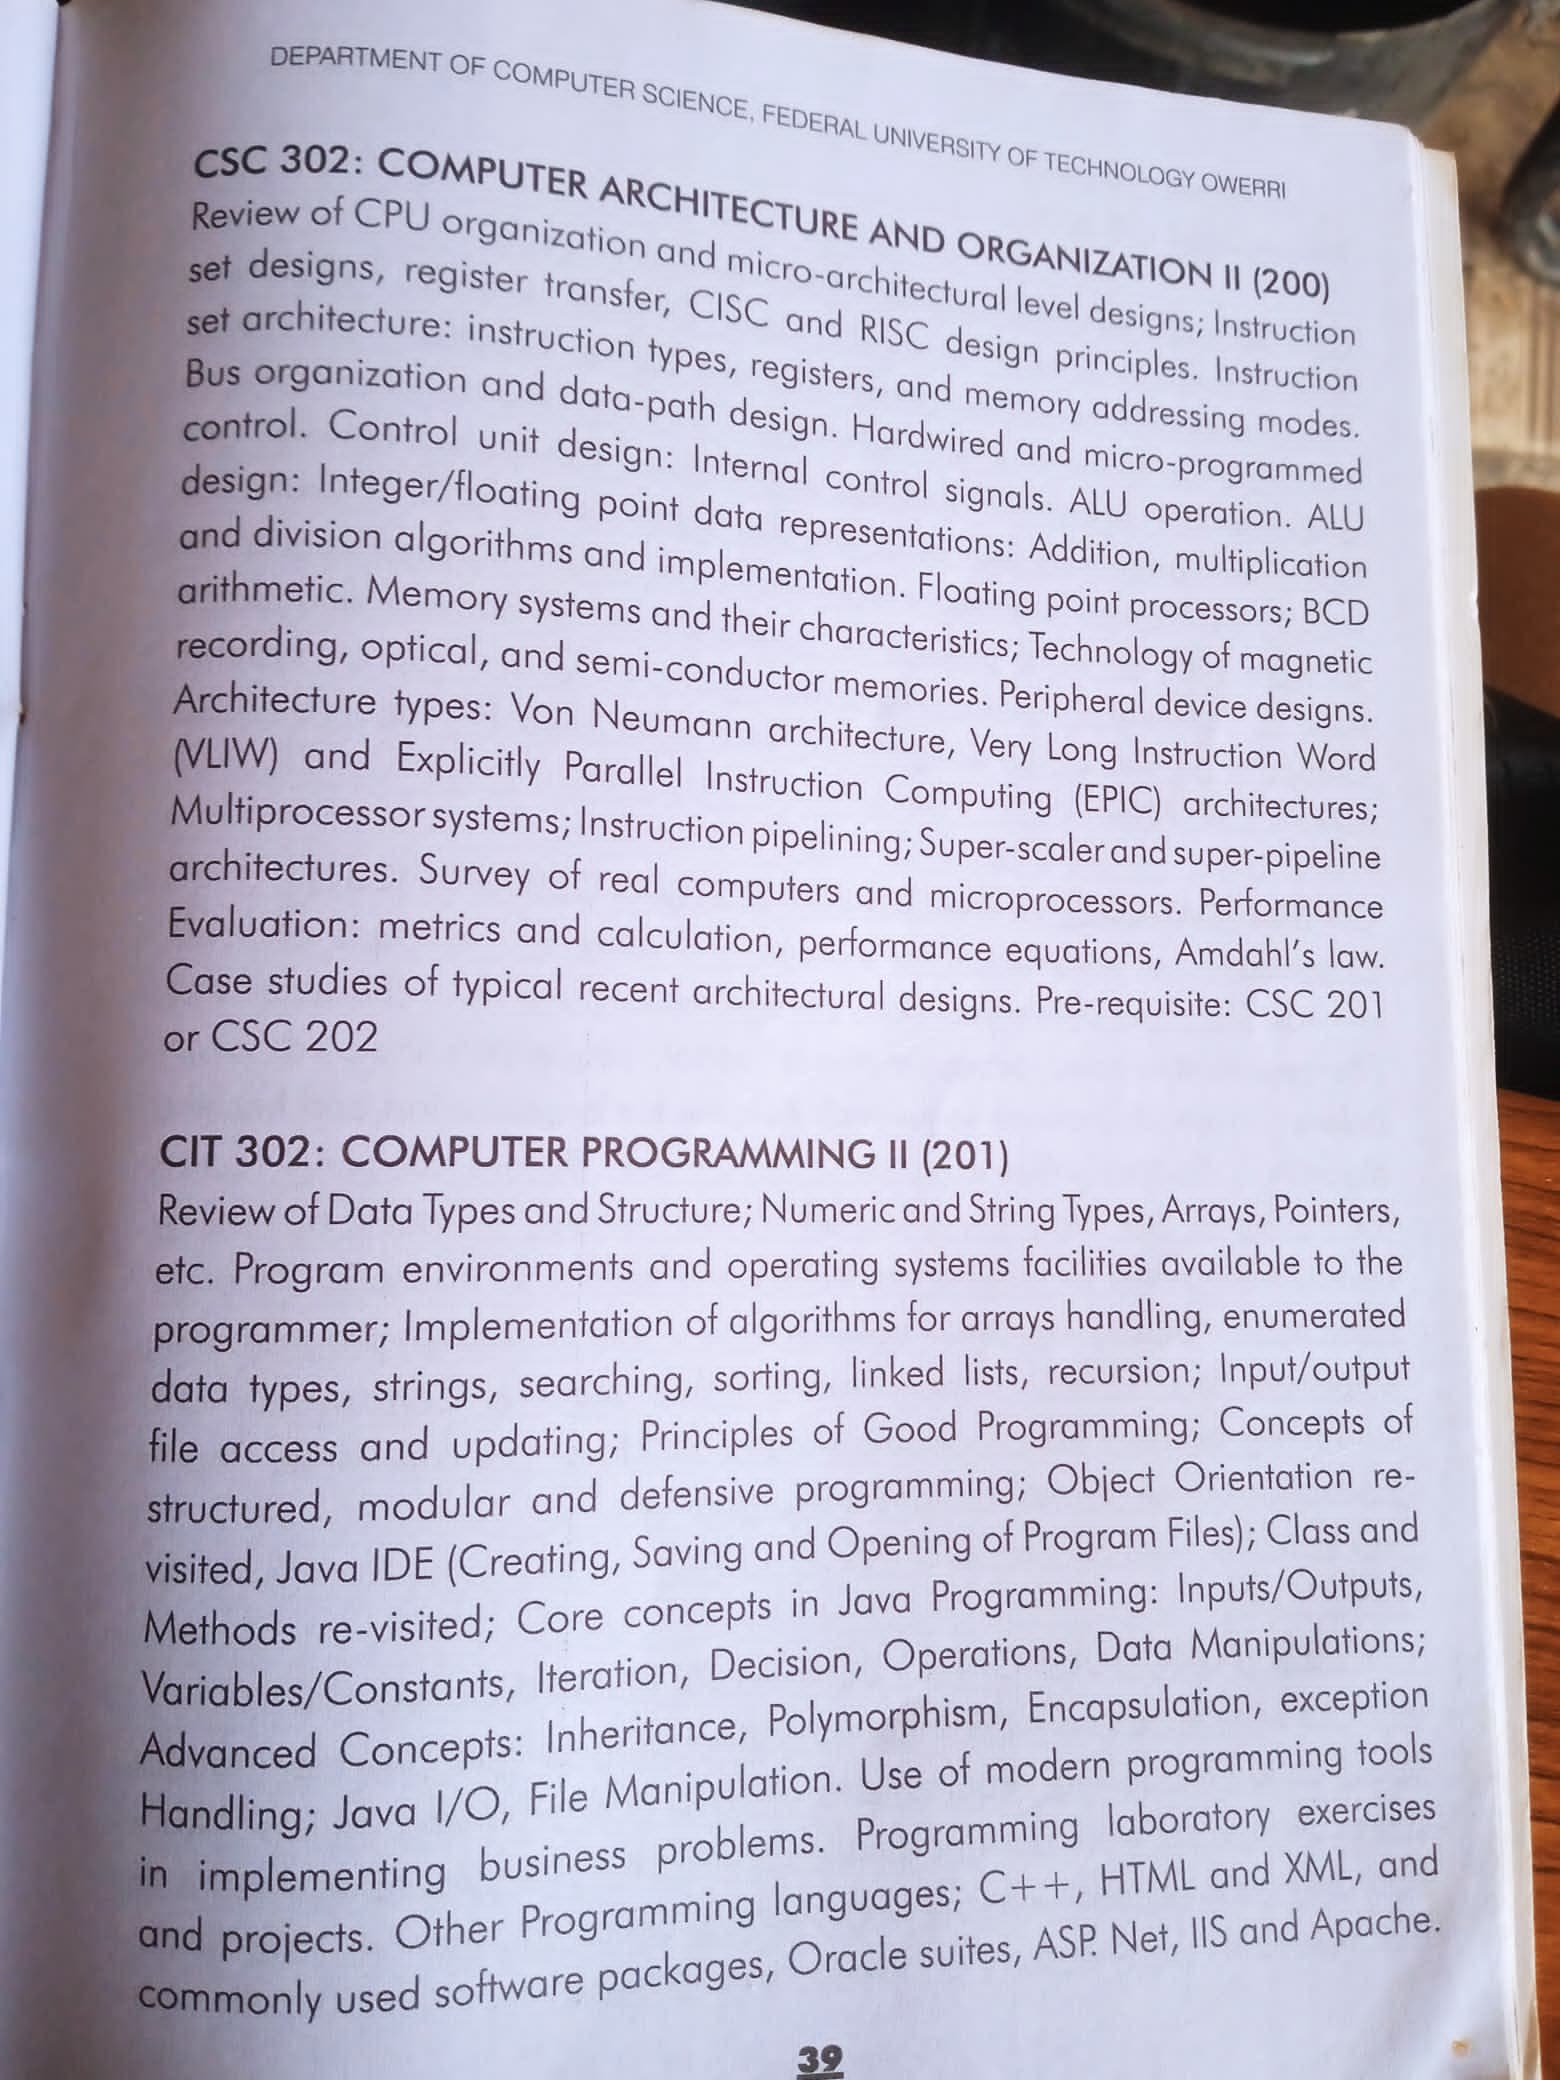 DEPARTMENT OF COMPUTER SCIENCE, FEDERAL UNIVERSITY OF TECHNOLOGY OWERRI
CSC 302: COMPUTER ARCHITECTURE AND ORGANIZATION II (200)
Review of CPU organization and micro-architectural level designs; Instruction
set designs, register transfer, CISC and RISC design principles. Instruction
set architecture: instruction types, registers, and memory addressing modes.
Bus organization and data-path design. Hardwired and micro-programmed
control. Control unit design: Internal control signals. ALU operation. ALU
design: Integer/floating point data representations: Addition, multiplication
and division algorithms and implementation. Floating point processors; BCD
arithmetic. Memory systems and their characteristics; Technology of magnetic
recording, optical, and semi-conductor memories. Peripheral device designs.
Architecture types: Von Neumann architecture, Very Long Instruction Word
(VLIW) and Explicitly Parallel Instruction Computing (EPIC) architectures;
Multiprocessor systems; Instruction pipelining; Super-scaler and super-pipeline
architectures. Survey of real computers and microprocessors. Performance
Evaluation: metrics and calculation, performance equations, Amdahl's law.
Case studies of typical recent architectural designs. Pre-requisite: CSC 201
or CSC 202
CIT 302: COMPUTER PROGRAMMING II (201)
Review of Data Types and Structure; Numeric and String Types, Arrays, Pointers,
etc. Program environments and operating systems facilities available to the
programmer; Implementation of algorithms for arrays handling, enumerated
data types, strings, searching, sorting, linked lists, recursion; Input/output
file access and updating; Principles of Good Programming; Concepts of
structured, modular and defensive programming; Object Orientation re-
visited, Java IDE (Creating, Saving and Opening of Program Files); Class and
Methods re-visited; Core concepts in Java Programming: Inputs/Outputs,
Variables/Constants, Iteration, Decision, Operations, Data Manipulations;
Advanced Concepts: Inheritance, Polymorphism, Encapsulation, exception
Handling; Java I/O, File Manipulation. Use of modern programming tools
in implementing business problems. Programming laboratory exercises
and projects. Other Programming languages; C++, HTML and XML, and
commonly used software packages, Oracle suites, ASP. Net, IIS and Apache.
39